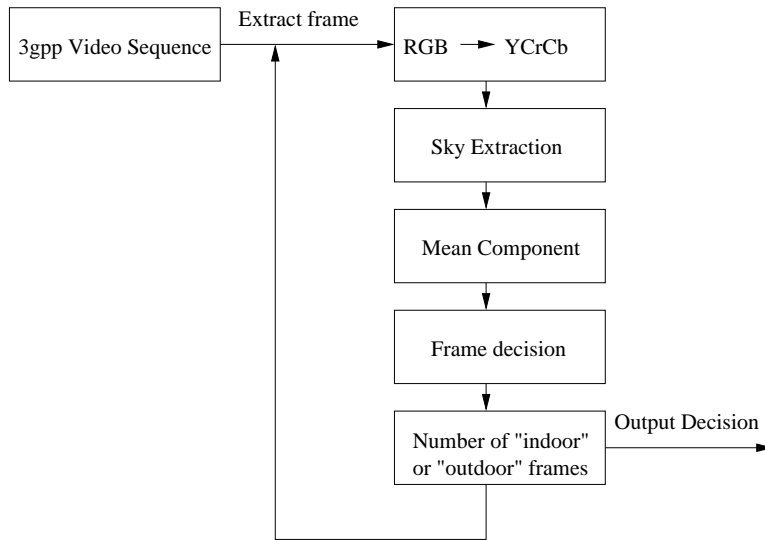 Extract frame
3gpp Video Sequence
RGB YCrCb
Sky Extraction
Mean Component
Frame decision
Number of "indoor"
or "outdoor" frames
Output Decision